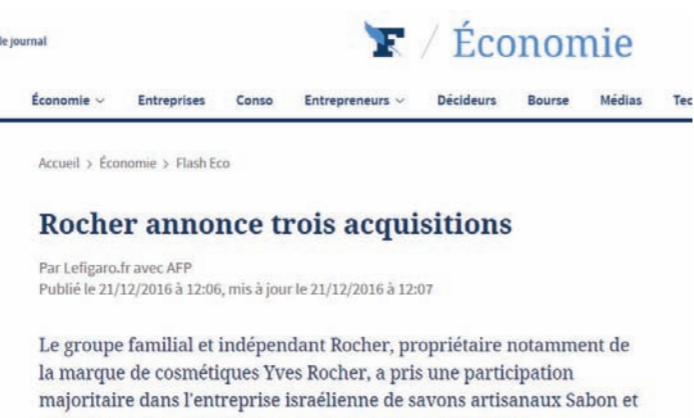 le journal
F / Économie
Économie Entreprises Conso Entrepreneurs Décideurs Bourse Médias Tec
Accueil > Économie > Flash Eco
Rocher annonce trois acquisitions
Par Lefigaro.fr avec AFP
Publié le 21/12/2016 à 12:06, mis à jour le 21/12/2016 à 12:07
Le groupe familial et indépendant Rocher, propriétaire notamment de
la marque de cosmétiques Yves Rocher, a pris une participation
majoritaire dans l'entreprise israélienne de savons artisanaux Sabon et